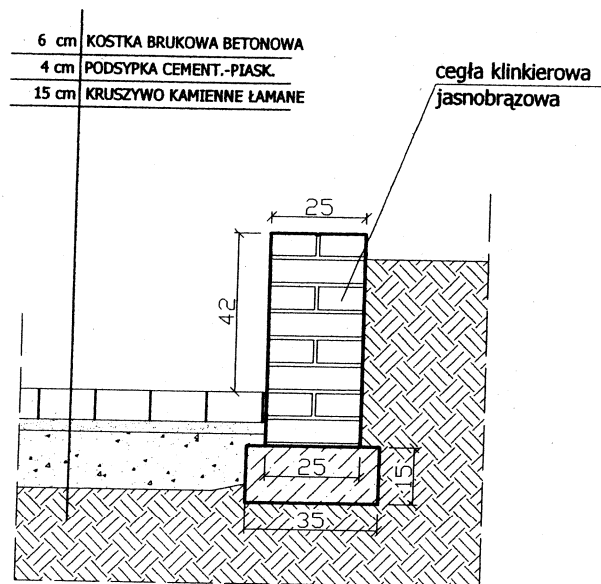 6 cm KOSTKA BRUKOWA BETONOWA
4 cm PODSYPKA CEMENT.-PIASK.
15 cm KRUSZYWO KAMIENNE ŁAMANE
cegła klinkierowa
jasnobrązowa
25
42
25
15
35